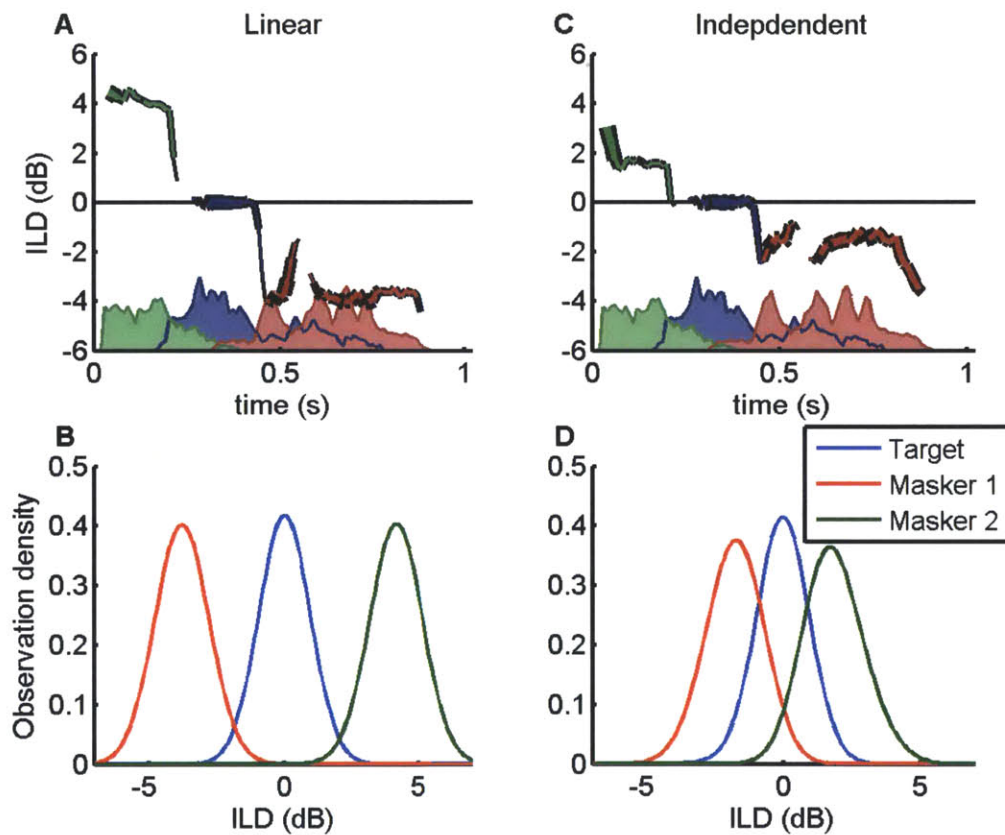 A
Linear
6
4
2
0
-2
-4
-6
ILD (dB)
0
0.5
1
time (s)
C
Indepdendent
6
4
2
0
-2
-4
-6
0
0.5
1
time (s)
B
0.5
0.4
0.3
0.2
0.1
0
Observation density
-5
0
5
ILD (dB)
D
0.5
0.4
0.3
0.2
0.1
0
-5
0
5
ILD (dB)
Target
Masker 1
Masker 2